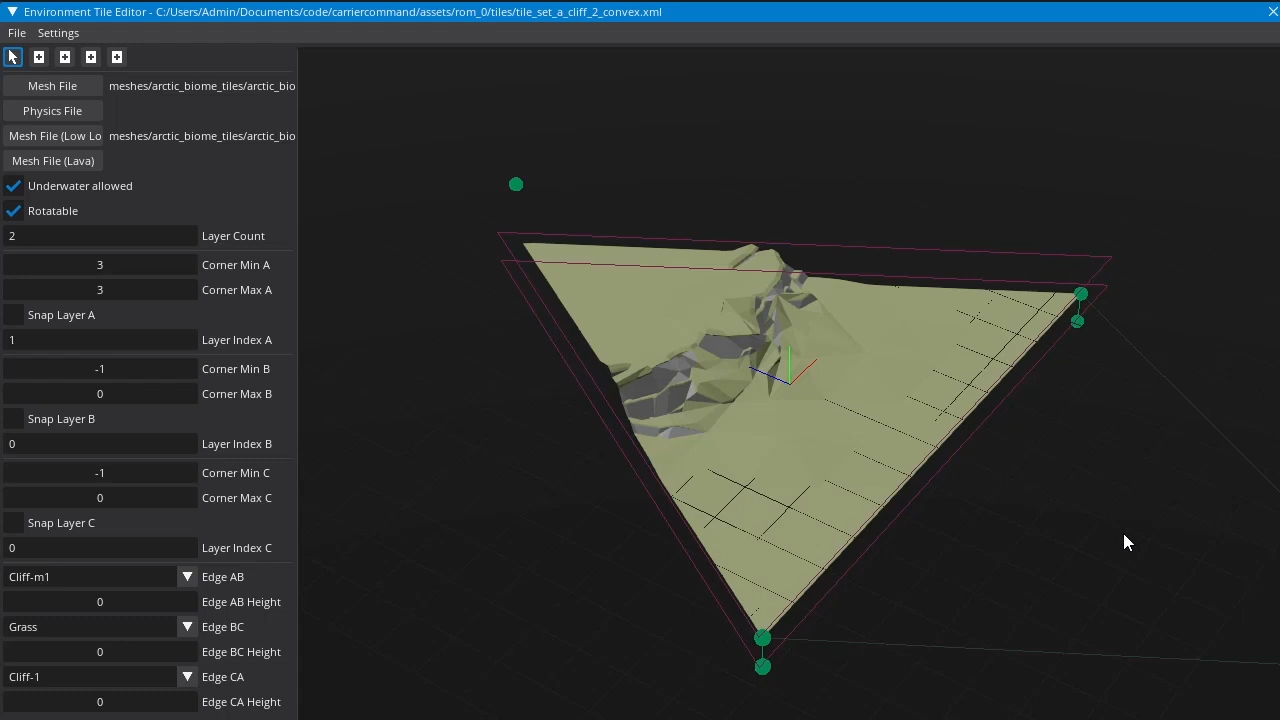 Environment Tile Editor - C:/Users/Admin/Documents/code/carriercommand/assets/rom_0/tiles/tile_set_a_cliff_2_convex.xml
File Settings
Mesh File meshes/arctic_biome_tiles/arctic_bio
Physics File
Mesh File (Low Lo meshes/arctic_biome_tiles/arctic_bio
Mesh File (Lava)
Underwater allowed
Rotatable
2 Layer Count
3 Corner Min A
3 Corner Max A
Snap Layer A
1 Layer Index A
-1 Corner Min B
0 Corner Max B
Snap Layer B
0 Layer Index B
-1 Corner Min C
0 Corner Max C
Snap Layer C
0 Layer Index C
Cliff-m1 Edge AB
0 Edge AB Height
Grass Edge BC
0 Edge BC Height
Cliff-1 Edge CA
0 Edge CA Height